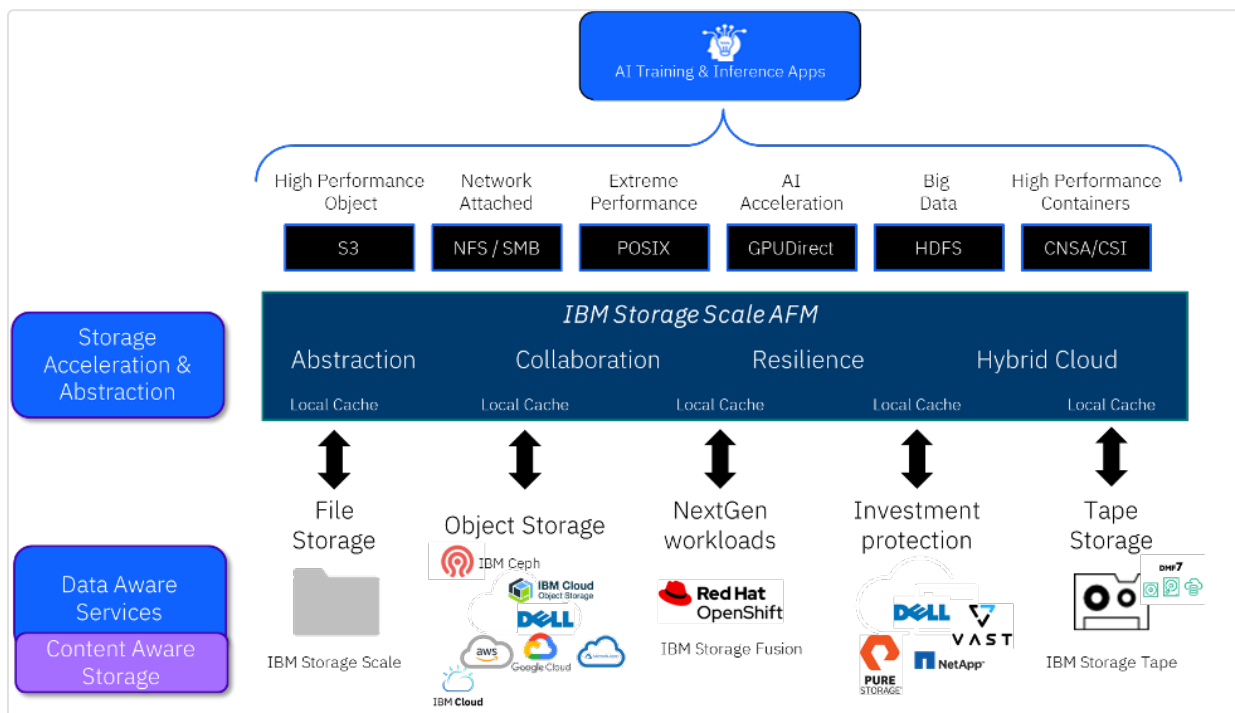 AI Training & Inference Apps
High Performance
Object
Network
Attached
Extreme
Performance
AI
Acceleration
Big
Data
High Performance
Containers
S3
NFS / SMB
POSIX
GPUDirect
HDFS
CNSA/CSI
Storage
Acceleration &
Abstraction
IBM Storage Scale AFM
Abstraction
Collaboration
Resilience
Hybrid Cloud
Local Cache
Local Cache
Local Cache
Local Cache
Local Cache
File
Storage
Object Storage
NextGen
workloads
Investment
protection
Tape
Storage
Data Aware
Services
Content Aware
Storage
IBM Storage Scale
IBM Ceph
IBM Cloud
Object Storage
DELL
aws
Google Cloud
Microsoft Azure
IBM Cloud
Red Hat
OpenShift
IBM Storage Fusion
DELL
VAST
PURE
STORAGE
NetApp
DMF7
IBM Storage Tape